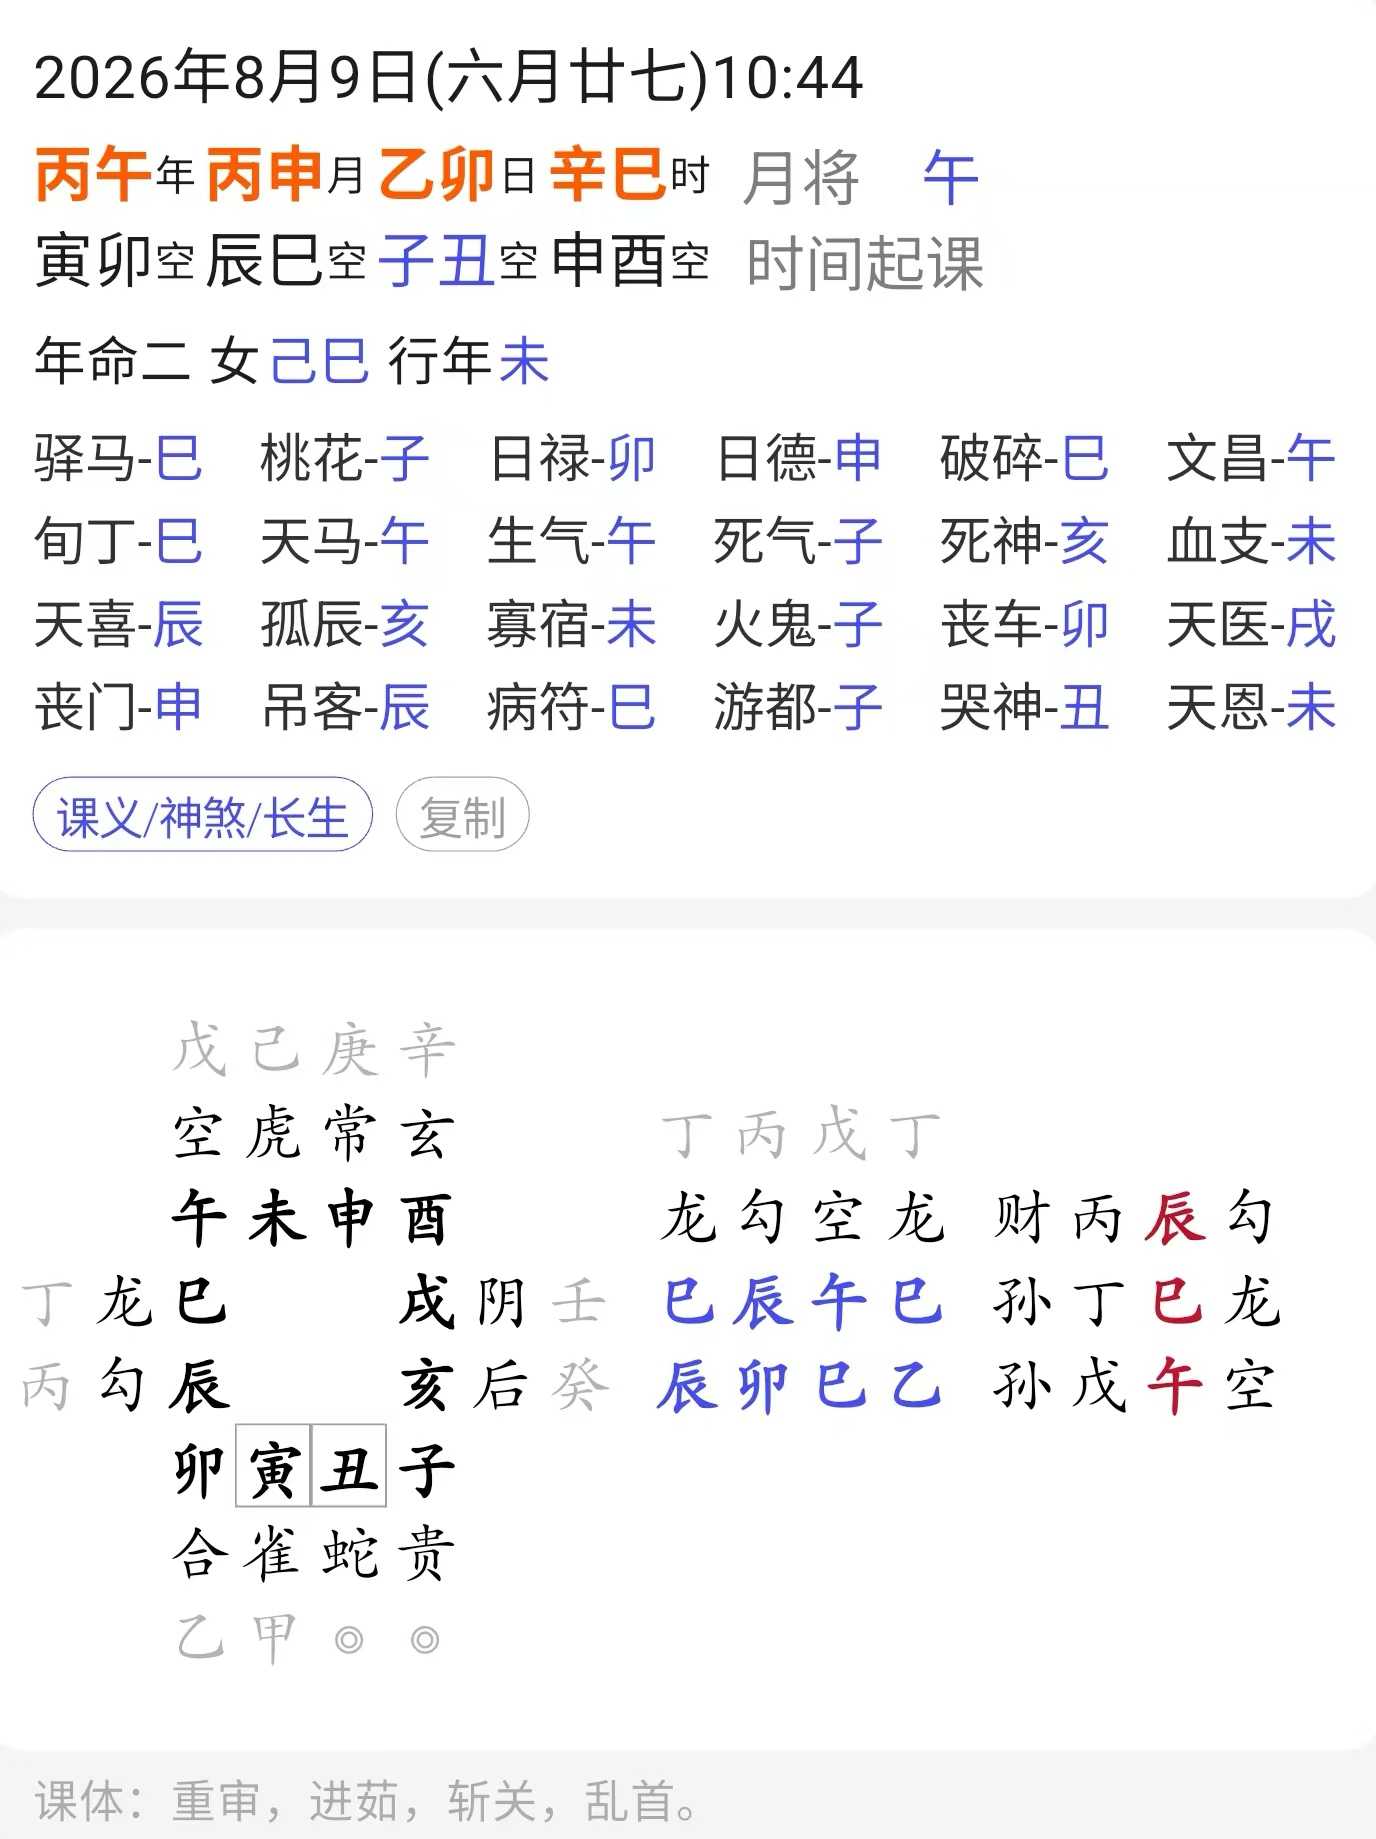 2026年8月9日(六月廿七)10:44
丙午年 丙申月 乙卯日 辛巳时 月将 午
寅卯空 辰巳空 子丑空 申酉空 时间起课
年命二 女己巳 行年未
驿马-巳 桃花-子 日禄-卯 日德-申 破碎-巳 文昌-午
旬丁-巳 天马-午 生气-午 死气-子 死神-亥 血支-未
天喜-辰 孤辰-亥 寡宿-未 火鬼-子 丧车-卯 天医-戌
丧门-申 吊客-辰 病符-巳 游都-子 哭神-丑 天恩-未
课义/神煞/长生 复制
戊 己 庚 辛
空 虎 常 玄 丁 丙 戊 丁
午 未 申 酉 龙 勾 空 龙 财 丙 辰 勾
丁 龙 巳 戌 阴 壬 巳 辰 午 巳 孙 丁 巳 龙
丙 勾 辰 亥 后 癸 辰 卯 巳 乙 孙 戊 午 空
卯 寅 丑 子
合 雀 蛇 贵
乙 甲 ◎ ◎
课体：重审，进茹，斩关，乱首。